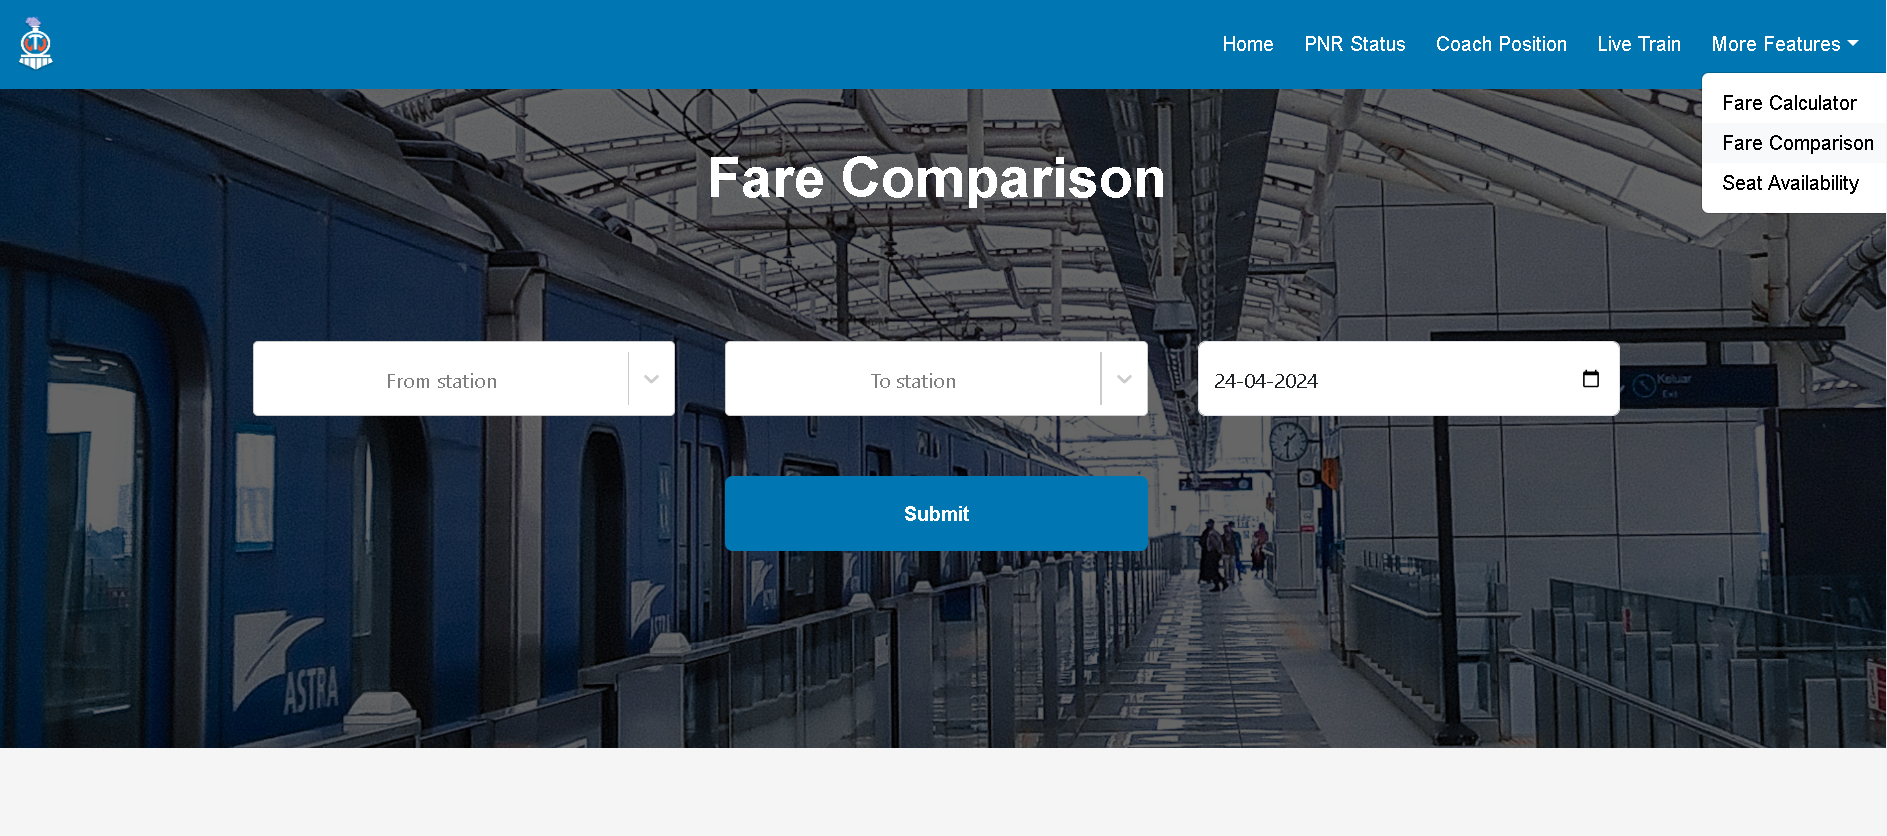 Home PNR Status Coach Position Live Train More Features
Fare Calculator
Fare Comparison
Seat Availability
Fare Comparison
From station
To station
24-04-2024
Keluar
Exit
Submit
ASTRA